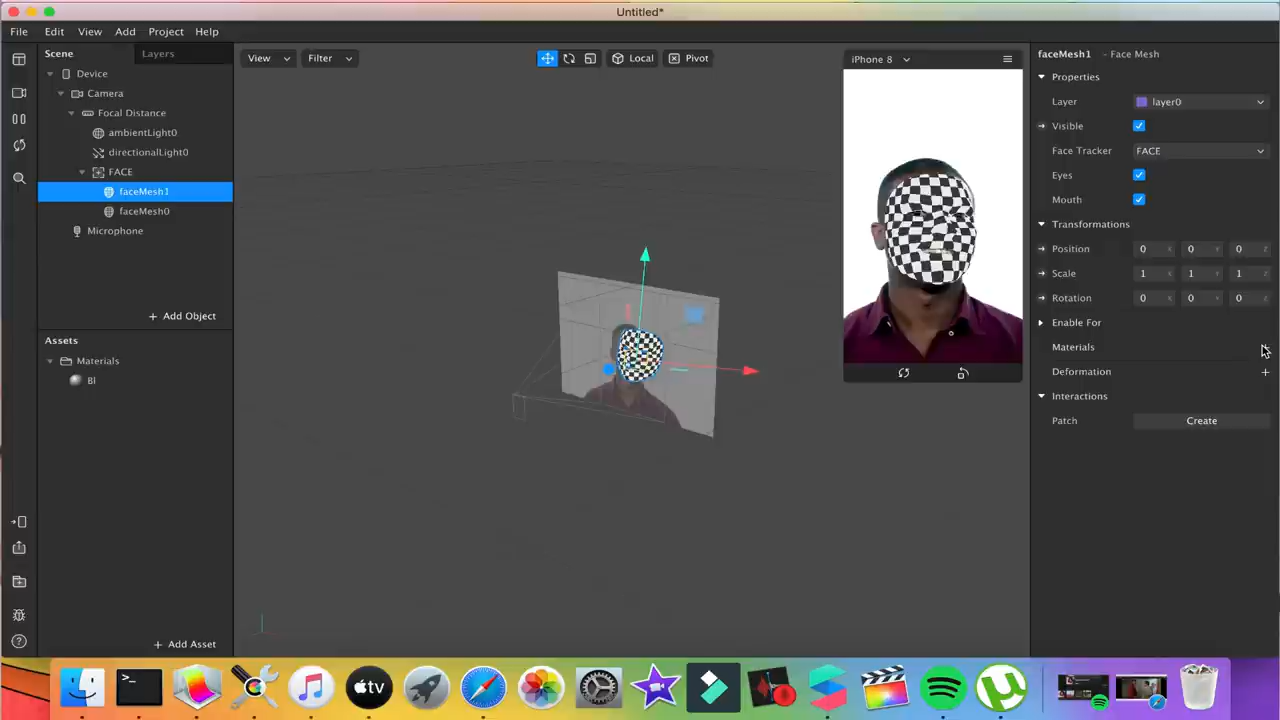 Untitled*
File Edit View Add Project Help
Scene Layers
Device
Camera
Focal Distance
ambientLight0
directionalLight0
FACE
faceMesh1
faceMesh0
Microphone
+ Add Object
Assets
Materials
Bl
+ Add Asset
View Filter Local Pivot
iPhone 8
faceMesh1 - Face Mesh
Properties
Layer layer0
Visible
Face Tracker FACE
Eyes
Mouth
Transformations
Position 0 X 0 Y 0 Z
Scale 1 X 1 Y 1 Z
Rotation 0 X 0 Y 0 Z
Enable For
Materials
Deformation +
Interactions
Patch Create
>_
tv